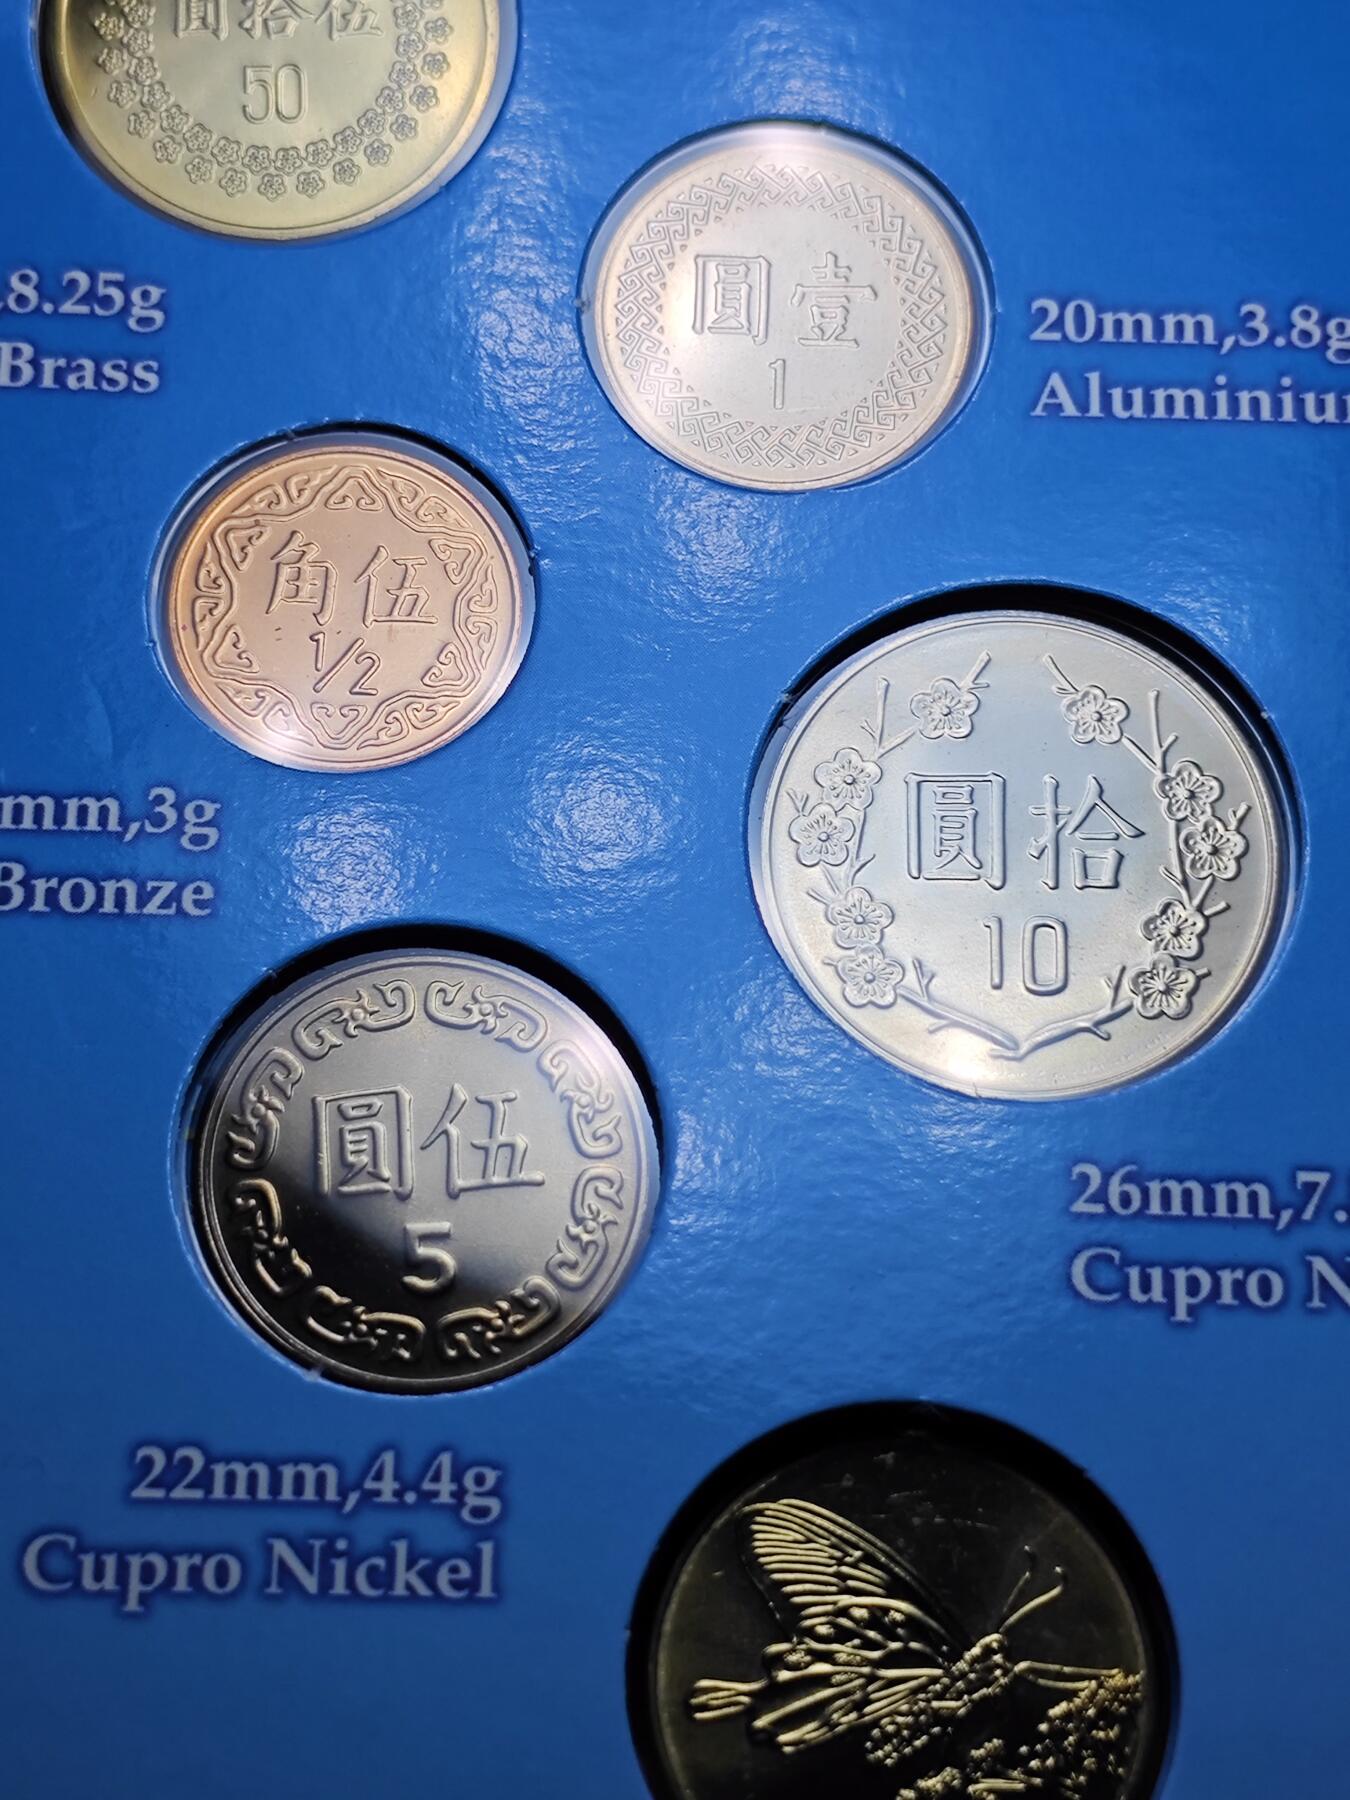 伍拾圓
50
8.25g
Brass
壹圓
1
20mm,3.8g
伍角
1/2
mm,3g
Bronze
拾圓
10
26mm,7.
Cupro
伍圓
5
22mm,4.4g
Cupro Nickel